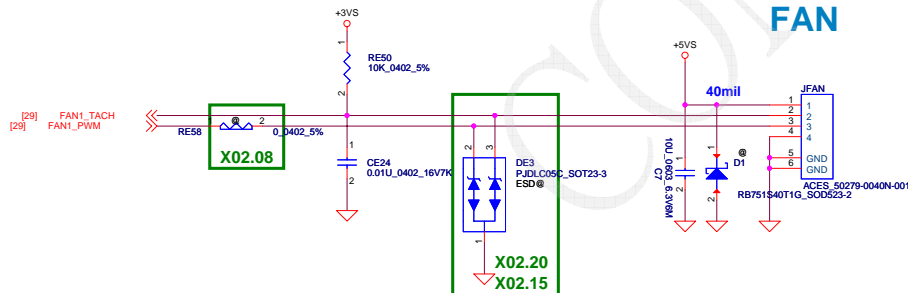 FAN
+3VS
+5VS
1
RE50
10K_0402_5%
2
40mil
JFAN
[29] FAN1_TACH
[29] FAN1_PWM
RE58
1
@
2
0_0402_5%
X02.08
1
CE24
0.01U_0402_16V7K
2
2
3
DE3
PJDLC05C_SOT23-3
ESD@
1
X02.20
X02.15
10U_0603_6.3V6M
C7
1
2
1
@
D1
2
RB751S40T1G_SOD523-2
1
2
3
4
5
6
1
2
3
4
GND
GND
ACES_50279-0040N-001